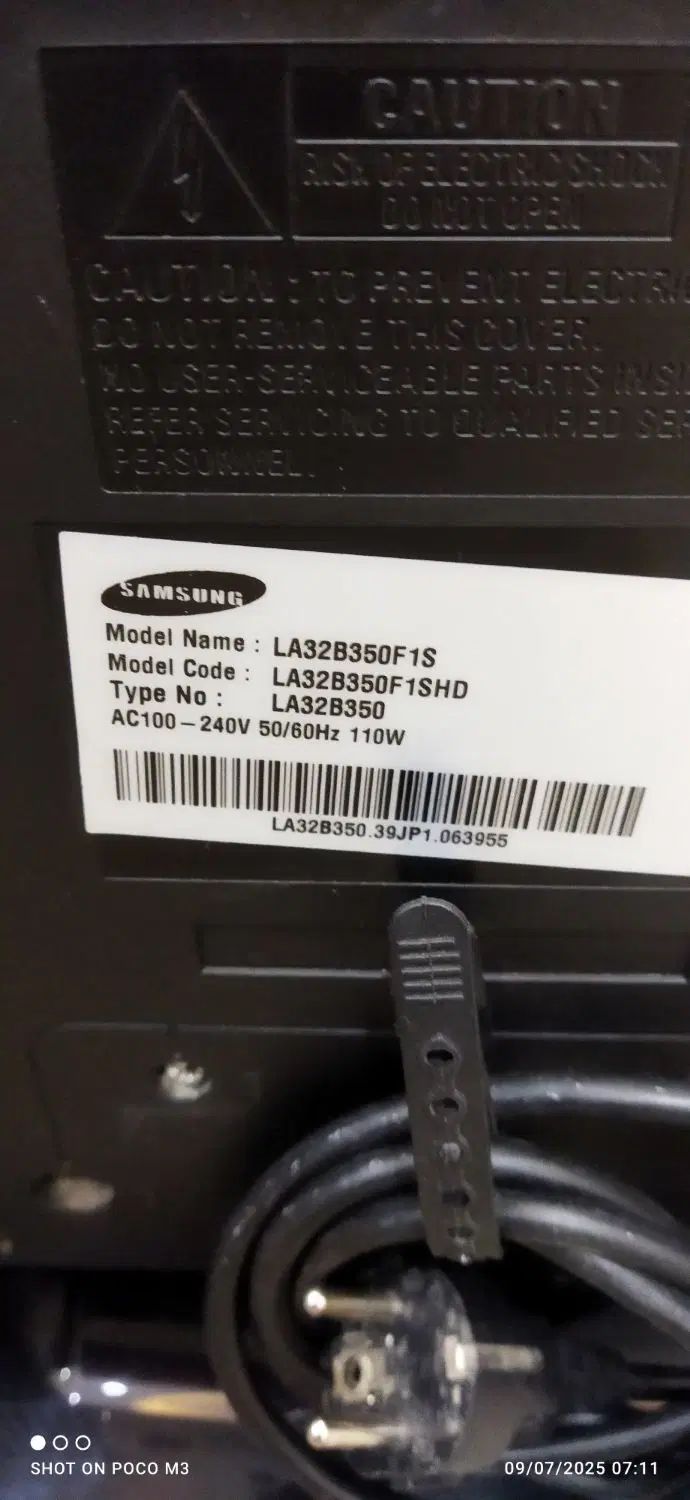 CAUTION
RISK OF ELECTRIC SHOCK
DO NOT OPEN
CAUTION : TO PREVENT ELECTRI
DO NOT REMOVE THIS COVER.
NO USER-SERVICEABLE PARTS INSI
REFER SERVICING TO QUALIFIED SER
PERSONNEL.
SAMSUNG
Model Name : LA32B350F1S
Model Code : LA32B350F1SHD
Type No : LA32B350
AC100-240V 50/60Hz 110W
LA32B350.39JP1.063955
SHOT ON POCO M3
09/07/2025 07:11